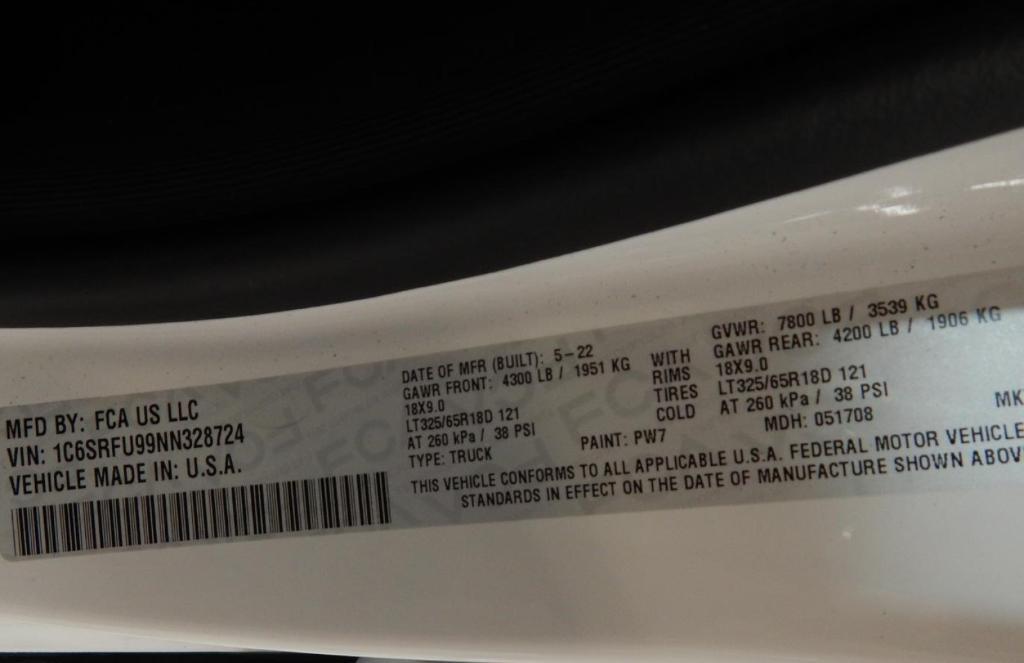 MFD BY: FCA US LLC
VIN: 1C6SRFU99NN328724
VEHICLE MADE IN: U.S.A.
DATE OF MFR (BUILT): 5-22
GAWR FRONT: 4300 LB / 1951 KG
18X9.0
LT325/65R18D 121
AT 260 kPa / 38 PSI
TYPE: TRUCK
WITH
RIMS
TIRES
COLD
GVWR: 7800 LB / 3539 KG
GAWR REAR: 4200 LB / 1906 KG
18X9.0
LT325/65R18D 121
AT 260 kPa / 38 PSI
PAINT: PW7
MDH: 051708
MK
THIS VEHICLE CONFORMS TO ALL APPLICABLE U.S.A. FEDERAL MOTOR VEHICLE
STANDARDS IN EFFECT ON THE DATE OF MANUFACTURE SHOWN ABOV